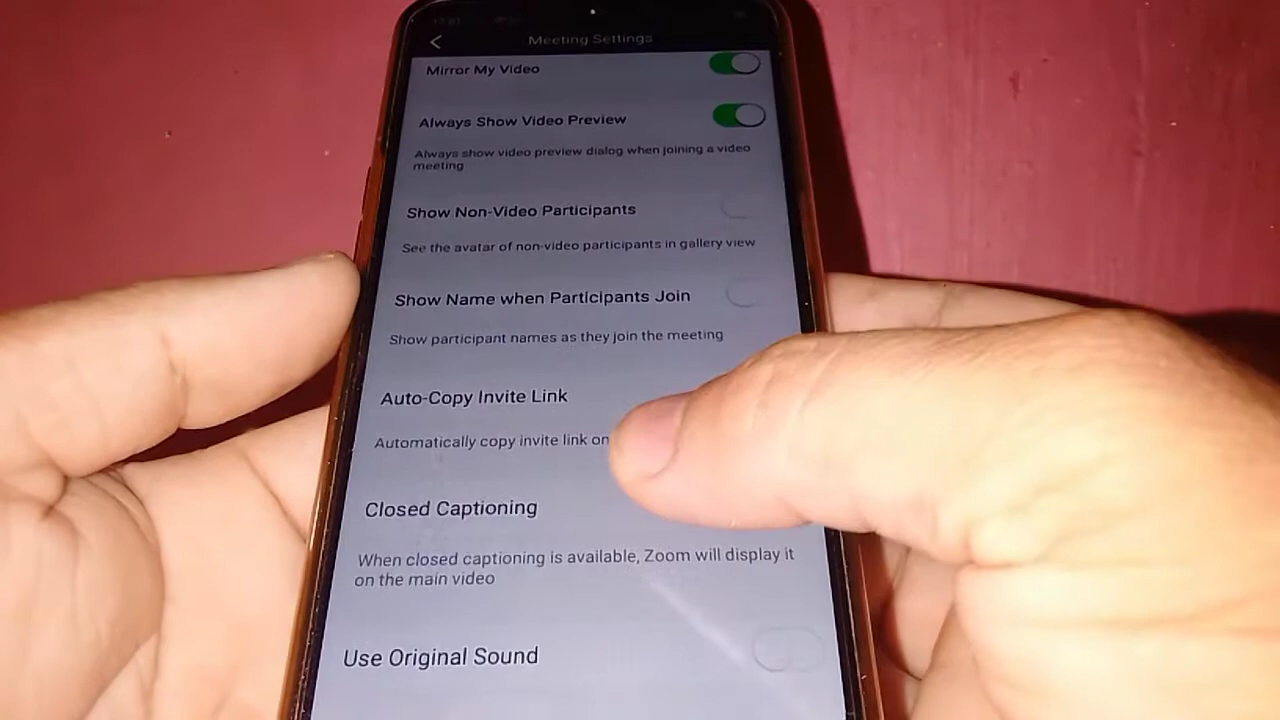 Meeting Settings
Mirror My Video
Always Show Video Preview
Always show video preview dialog when joining a video
meeting
Show Non-Video Participants
See the avatar of non-video participants in gallery view
Show Name when Participants Join
Show participant names as they join the meeting
Auto-Copy Invite Link
Automatically copy invite link on
Closed Captioning
When closed captioning is available, Zoom will display it
on the main video
Use Original Sound